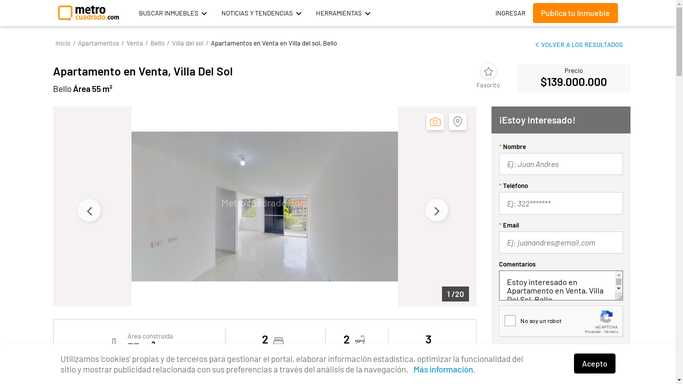 metro
cuadrado.com
BUSCAR INMUEBLES
NOTICIAS Y TENDENCIAS
HERRAMIENTAS
INGRESAR
Publica tu Inmueble
Inicio / Apartamentos / Venta / Bello / Villa del sol / Apartamentos en Venta en Villa del sol, Bello
VOLVER A LOS RESULTADOS
Apartamento en Venta, Villa Del Sol
Bello Área 55 m²
Favorito
Precio
$139.000.000
1 / 20
¡Estoy Interesado!
* Nombre
Ej: Juan Andres
* Teléfono
Ej: 322*******
* Email
Ej: juanandres@email.com
Comentarios
Estoy interesado en
Apartamento en Venta, Villa
Del Sol, Bello
No soy un robot
reCAPTCHA
Privacidad - Términos
Área construida
2
2
3
Utilizamos 'cookies' propias y de terceros para gestionar el portal, elaborar información estadística, optimizar la funcionalidad del
sitio y mostrar publicidad relacionada con sus preferencias a través del análisis de la navegación. Más información.
Acepto